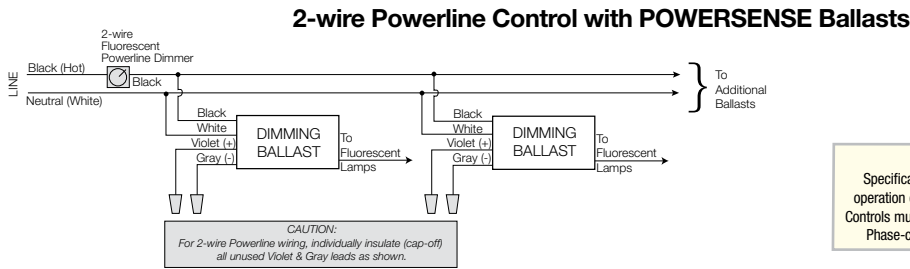 2-wire Powerline Control with POWERSENSE Ballasts
2-wire
Fluorescent
Powerline Dimmer
LINE
Black (Hot)
Black
Neutral (White)
To
Additional
Ballasts
Black
White
Violet (+)
Gray (-)
DIMMING
BALLAST
To
Fluorescent
Lamps
Black
White
Violet (+)
Gray (-)
DIMMING
BALLAST
To
Fluorescent
Lamps
CAUTION:
For 2-wire Powerline wiring, individually insulate (cap-off)
all unused Violet & Gray leads as shown.
operation
Controls